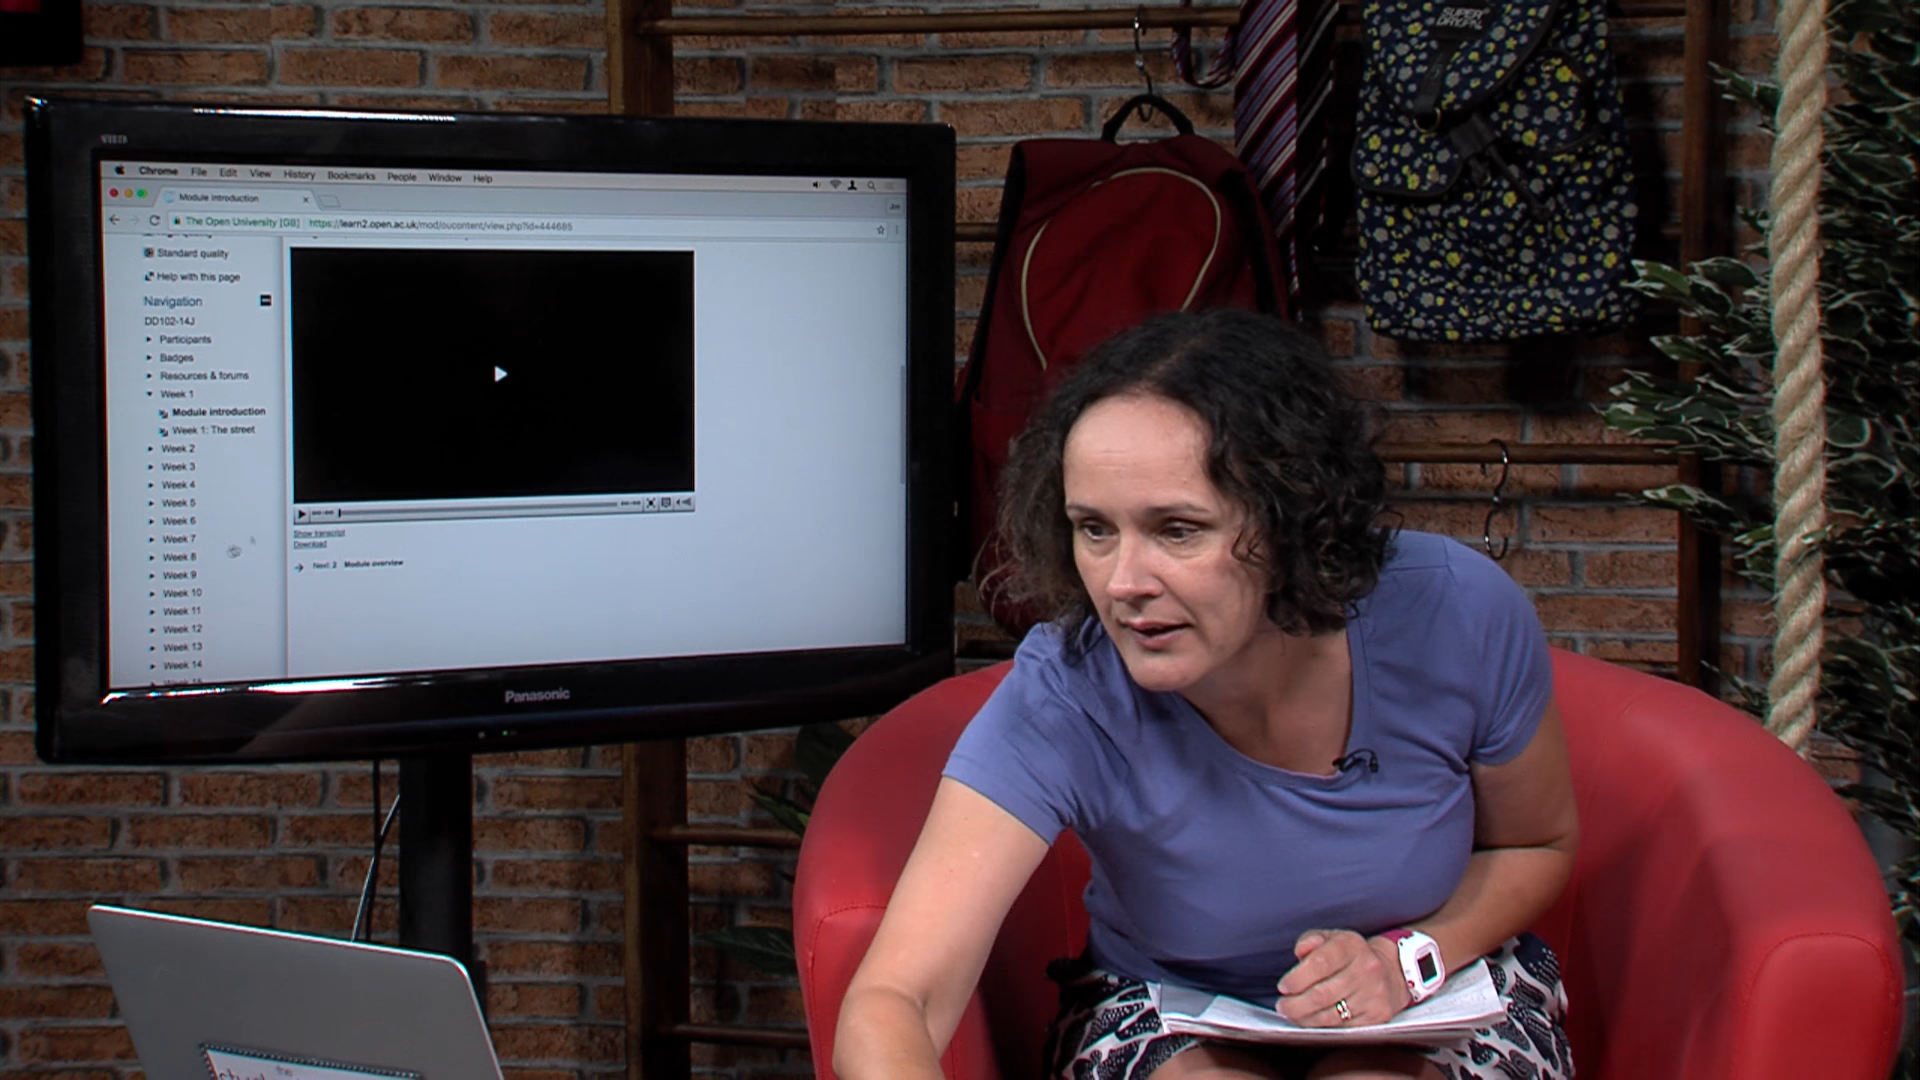 VIErA
Chrome File Edit View History Bookmarks People Window Help
Module introduction
Jon
The Open University [GB] https://learn2.open.ac.uk/mod/oucontent/view.php?id=444685
Standard quality
Help with this page
Navigation
DD102-14J
Participants
Badges
Resources & forums
Week 1
Module introduction
Week 1: The street
Week 2
Week 3
Week 4
Week 5
Week 6
Week 7
Week 8
Week 9
Week 10
Week 11
Week 12
Week 13
Week 14
Show transcript
Download
Next: 2 Module overview
Panasonic
SUPER
the